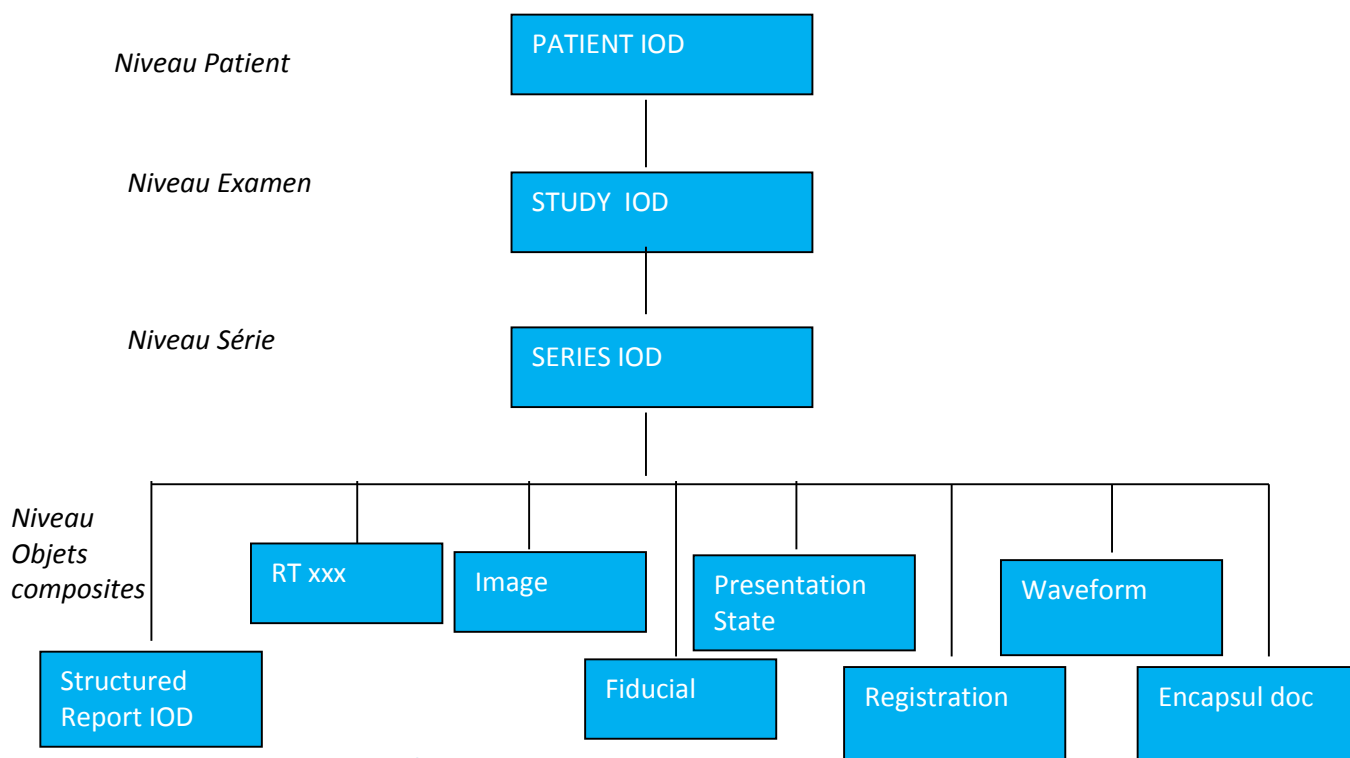 Niveau Patient
PATIENT IOD
Niveau Examen
STUDY IOD
Niveau Série
SERIES IOD
Niveau
Objets
composites
RT xxx
Image
Presentation
State
Waveform
Structured
Report IOD
Fiducial
Registration
Encapsul doc